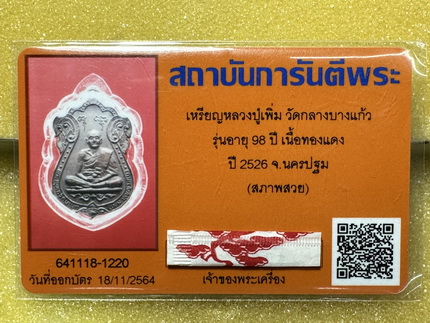 สถาบันการันตีพระ
เหรียญหลวงปู่เพิ่ม วัดกลางบางแก้ว
รุ่นอายุ 98 ปี เนื้อทองแดง
ปี 2526 จ.นครปฐม
(สภาพสวย)
641118-1220
วันที่ออกบัตร 18/11/2564
เจ้าของพระเครื่อง